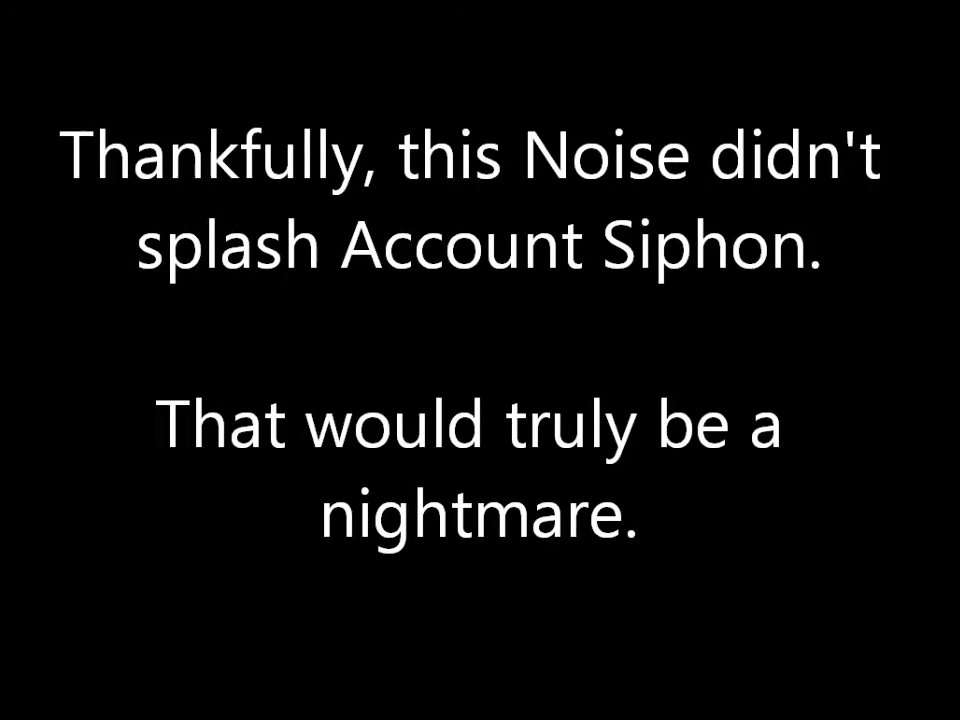 Thankfully, this Noise didn't
splash Account Siphon.
That would truly be a
nightmare.